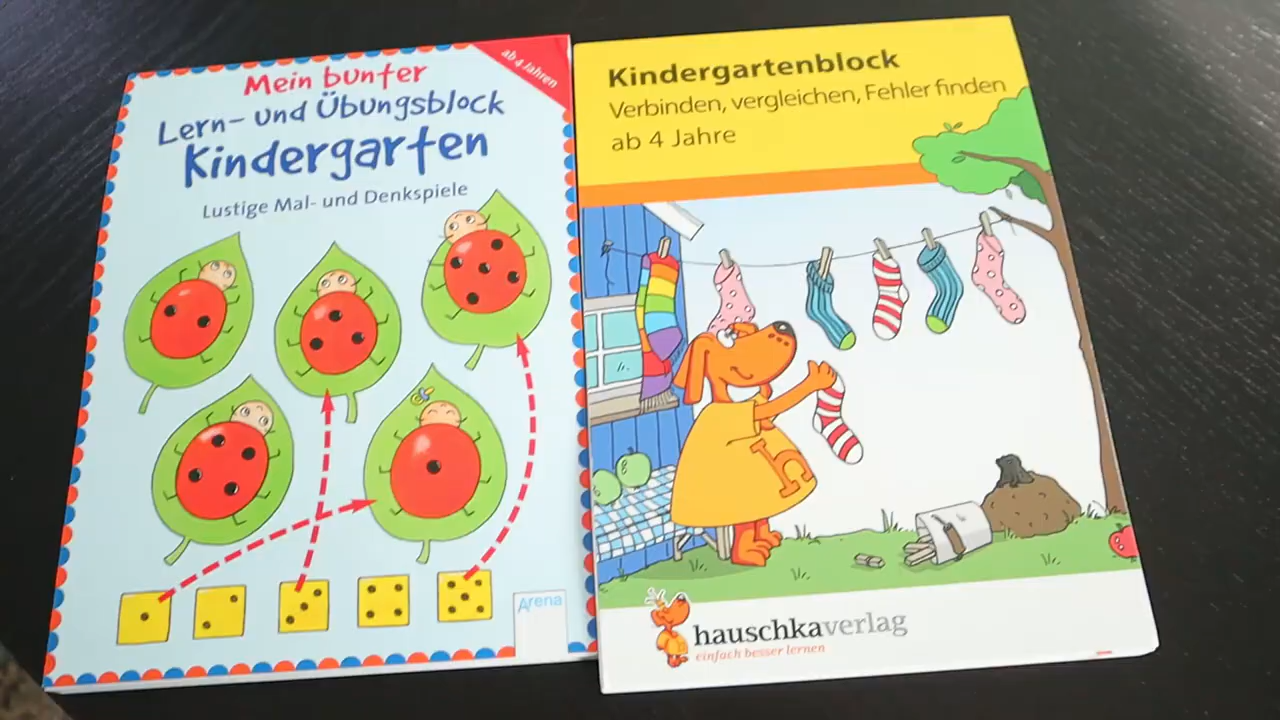 ab 4 Jahren
Mein bunter
Lern- und Übungsblock
Kindergarten
Lustige Mal- und Denkspiele
Arena
Kindergartenblock
Verbinden, vergleichen, Fehler finden
ab 4 Jahre
h
hauschkaverlag
einfach besser lernen